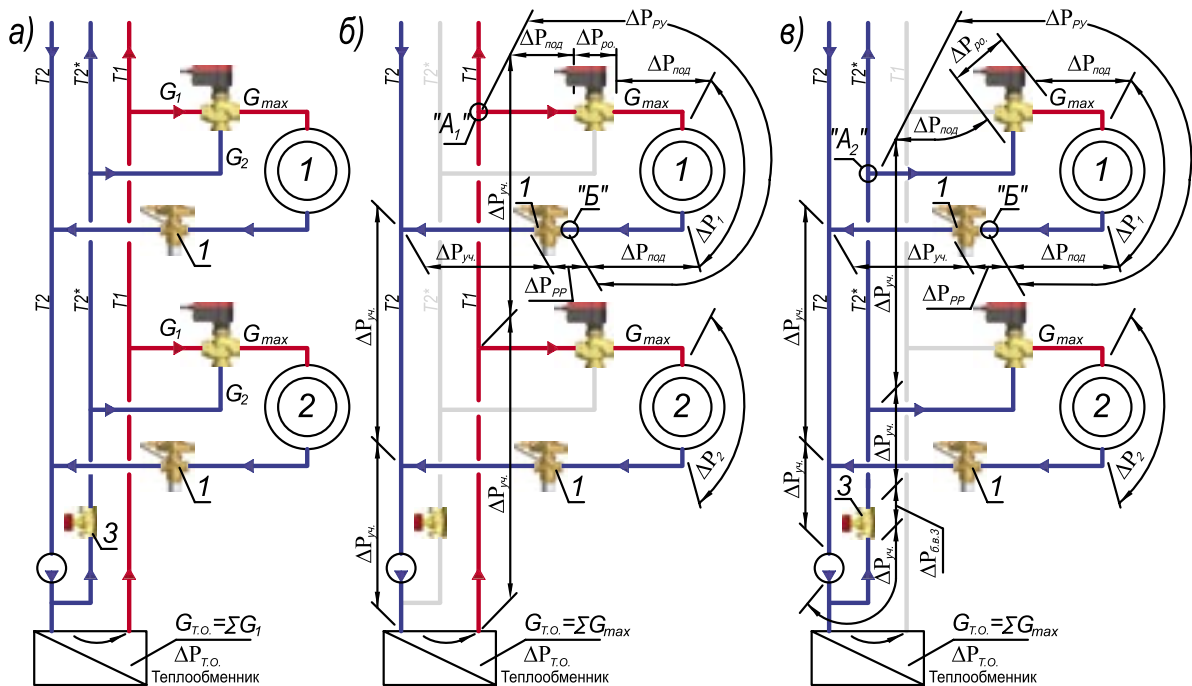 а)
T2
T2*
T1
G1
Gmax
1
G2
1
T2
T2*
T1
G1
Gmax
2
G2
1
3
GТ.О.=ΣG1
ΔPТ.О.
Теплообменник
б)
ΔPРУ
ΔPпод
ΔPро.
ΔPпод
T2
T2*
T1
Gmax
"А1"
1
ΔPуч.
1
"Б"
ΔP1
ΔPуч.
ΔPпод
ΔPРР
T2
T2*
T1
ΔPуч.
Gmax
2
ΔP2
1
ΔPуч.
ΔPуч.
GТ.О.=ΣGmax
ΔPТ.О.
Теплообменник
в)
ΔPРУ
ΔPро.
ΔPпод
T2
T2*
T1
Gmax
ΔPпод
"А2"
1
1
"Б"
ΔP1
ΔPуч.
ΔPпод
ΔPРР
T2
T2*
ΔPуч.
T1
ΔPуч.
Gmax
2
ΔPуч.
ΔP2
1
ΔPуч.
3
ΔPуч.
ΔPб.в.3
GТ.О.=ΣGmax
ΔPТ.О.
Теплообменник